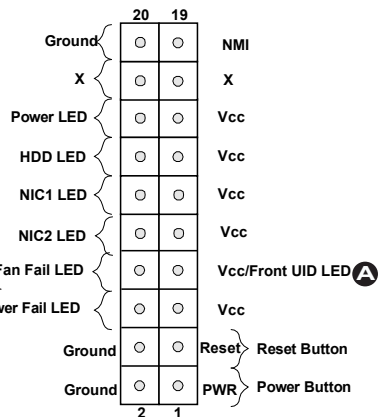 20 19
Ground NMI
X X
Power LED Vcc
HDD LED Vcc
NIC1 LED Vcc
NIC2 LED Vcc
Fan Fail LED Vcc/Front UID LED A
Fail LED Vcc
Ground Reset Reset Button
Ground PWR Power Button
2 1